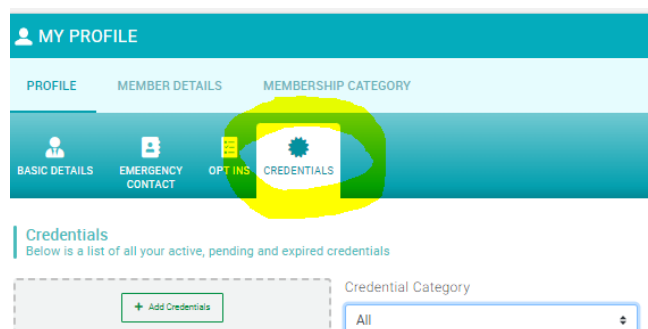 MY PROFILE
PROFILE MEMBER DETAILS MEMBERSHIP CATEGORY
BASIC DETAILS EMERGENCY CONTACT OPT INS CREDENTIALS
Credentials
Below is a list of all your active, pending and expired credentials
Credential Category
+ Add Credentials
All